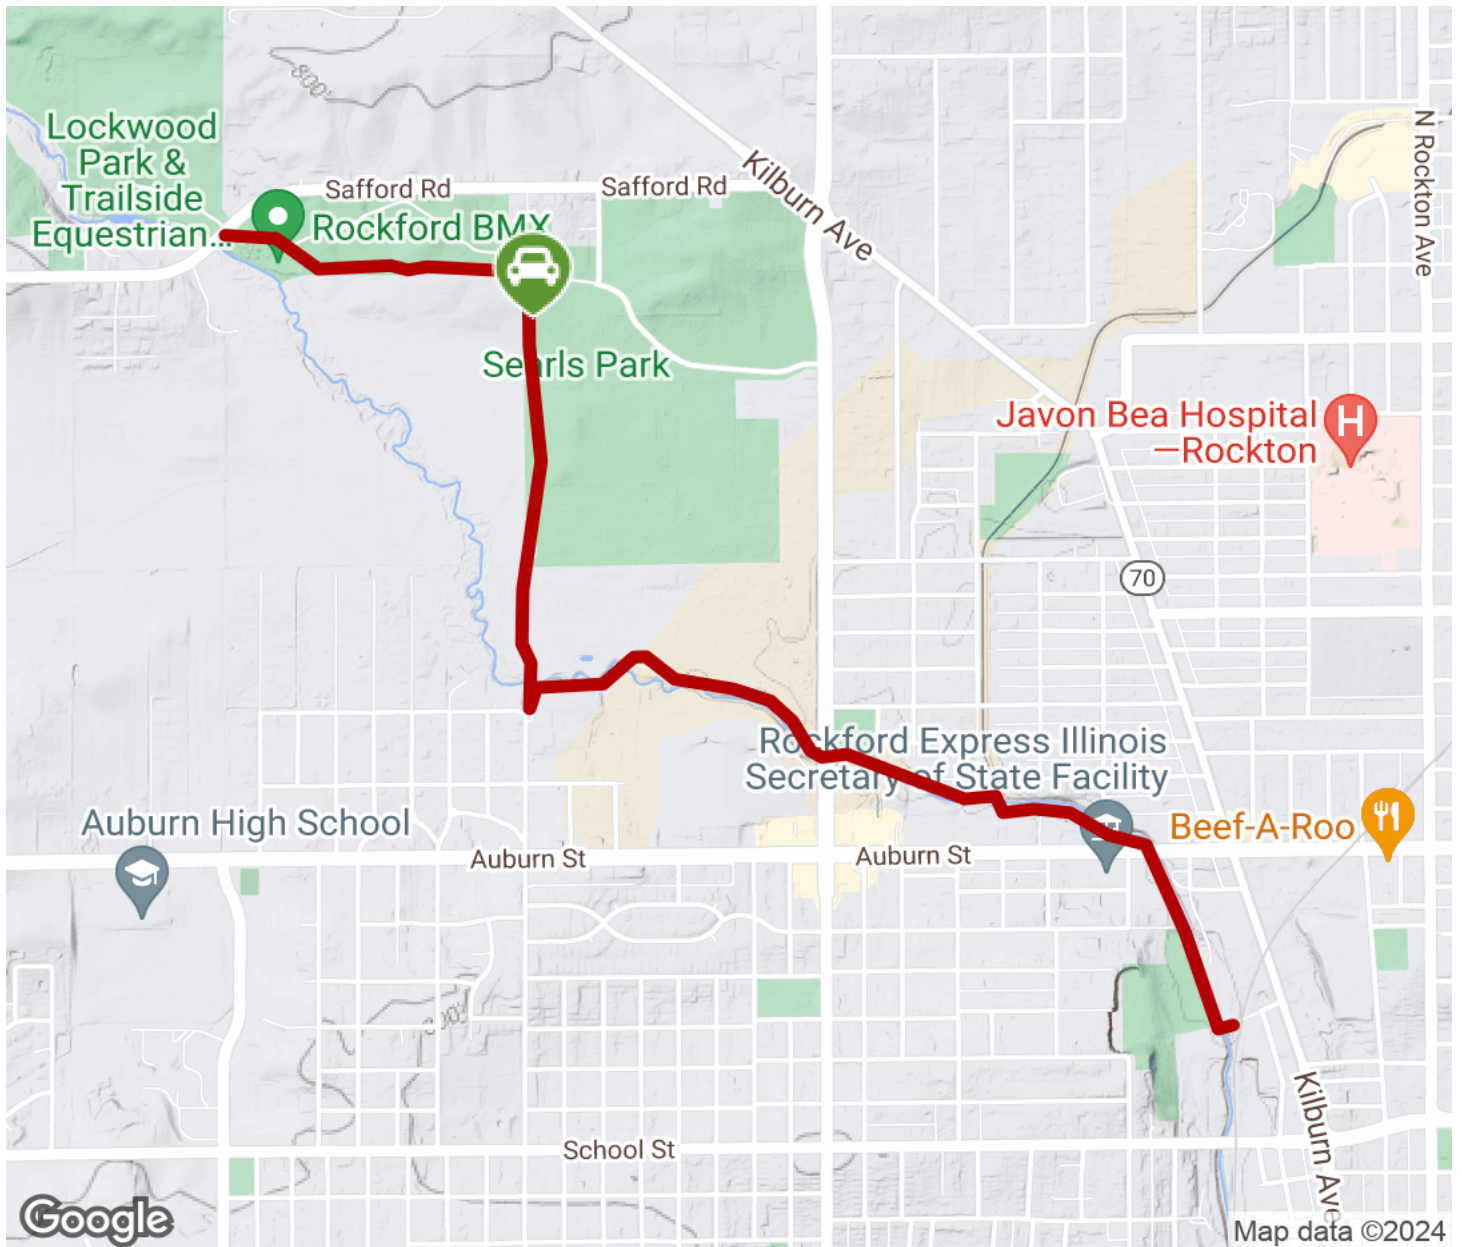 800'
Lockwood
Park &
Trailside
Equestrian...
Safford Rd
Safford Rd
Kilburn Ave
N Rockton Ave
Rockford BMX
Searls Park
Javon Bea Hospital
—Rockton
H
70
Rockford Express Illinois
Secretary of State Facility
Auburn High School
Beef-A-Roo
Auburn St
Auburn St
School St
Kilburn Ave
Google
Map data ©2024